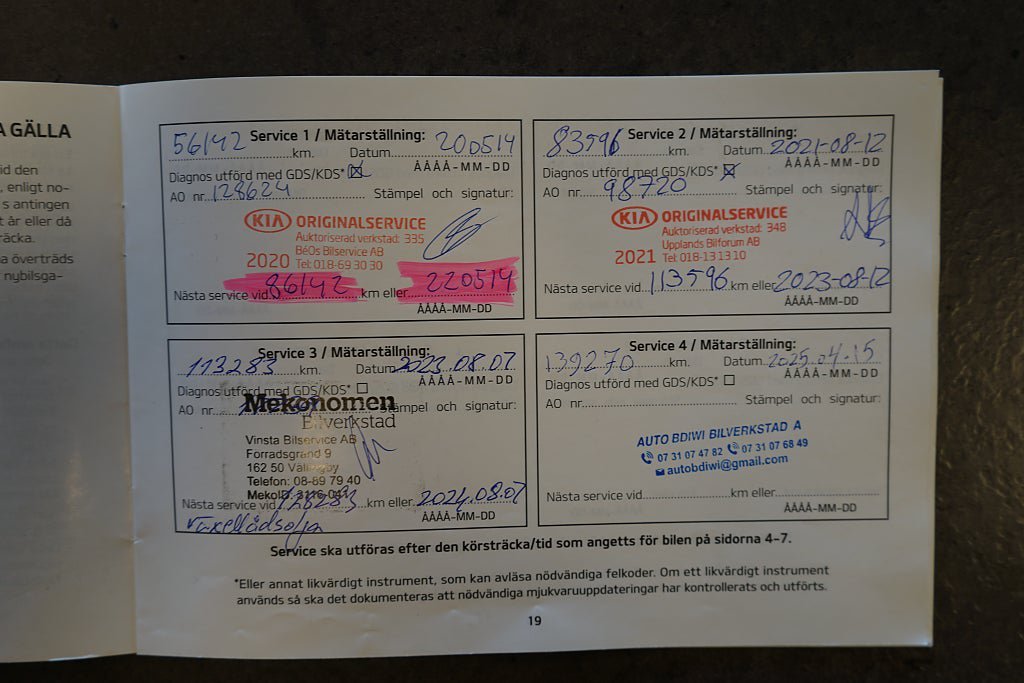 A GÄLLA
id den
, enligt no-
s antingen
t år eller då
räcka.
a överträds
nybilsga-
Service 1 / Mätarställning:
56142 km. Datum 200514
ÅÅÅÅ-MM-DD
Diagnos utförd med GDS/KDS*
AO nr. 128624
Stämpel och signatur:
KIA ORIGINALSERVICE
Auktoriserad verkstad: 335
BéOs Bilservice AB
2020 Tel: 018-69 30 30
Nästa service vid 86142 km eller 220514
ÅÅÅÅ-MM-DD
Service 2 / Mätarställning:
83596 km. Datum 2021-08-12
ÅÅÅÅ-MM-DD
Diagnos utförd med GDS/KDS*
AO nr. 98720 Stämpel och signatur:
KIA ORIGINALSERVICE
Auktoriserad verkstad: 348
Upplands Bilforum AB
2021 Tel: 018-13 13 10
Nästa service vid 113596 km eller 2023-08-12
ÅÅÅÅ-MM-DD
Service 3 / Mätarställning:
113283 km. Datum 2023.08.07
ÅÅÅÅ-MM-DD
Diagnos utförd med GDS/KDS*
AO nr. Stämpel och signatur:
Mekonomen
Bilverkstad
Vinsta Bilservice AB
Forradsgränd 9
162 50 Vällingby
Telefon: 08-69 79 40
Nästa service vid 128283 km eller 2024.08.07
ÅÅÅÅ-MM-DD
växellådsolja
Service 4 / Mätarställning:
139270 km. Datum 2025.04.15
ÅÅÅÅ-MM-DD
Diagnos utförd med GDS/KDS*
AO nr. Stämpel och signatur:
AUTO BDIWI BILVERKSTAD A
07 31 07 47 82 07 31 07 68 49
autobdiwi@gmail.com
Nästa service vid km eller
ÅÅÅÅ-MM-DD
Service ska utföras efter den körsträcka/tid som angetts för bilen på sidorna 4-7.
*Eller annat likvärdigt instrument, som kan avläsa nödvändiga felkoder. Om ett likvärdigt instrument
används så ska det dokumenteras att nödvändiga mjukvaruuppdateringar har kontrollerats och utförts.
19